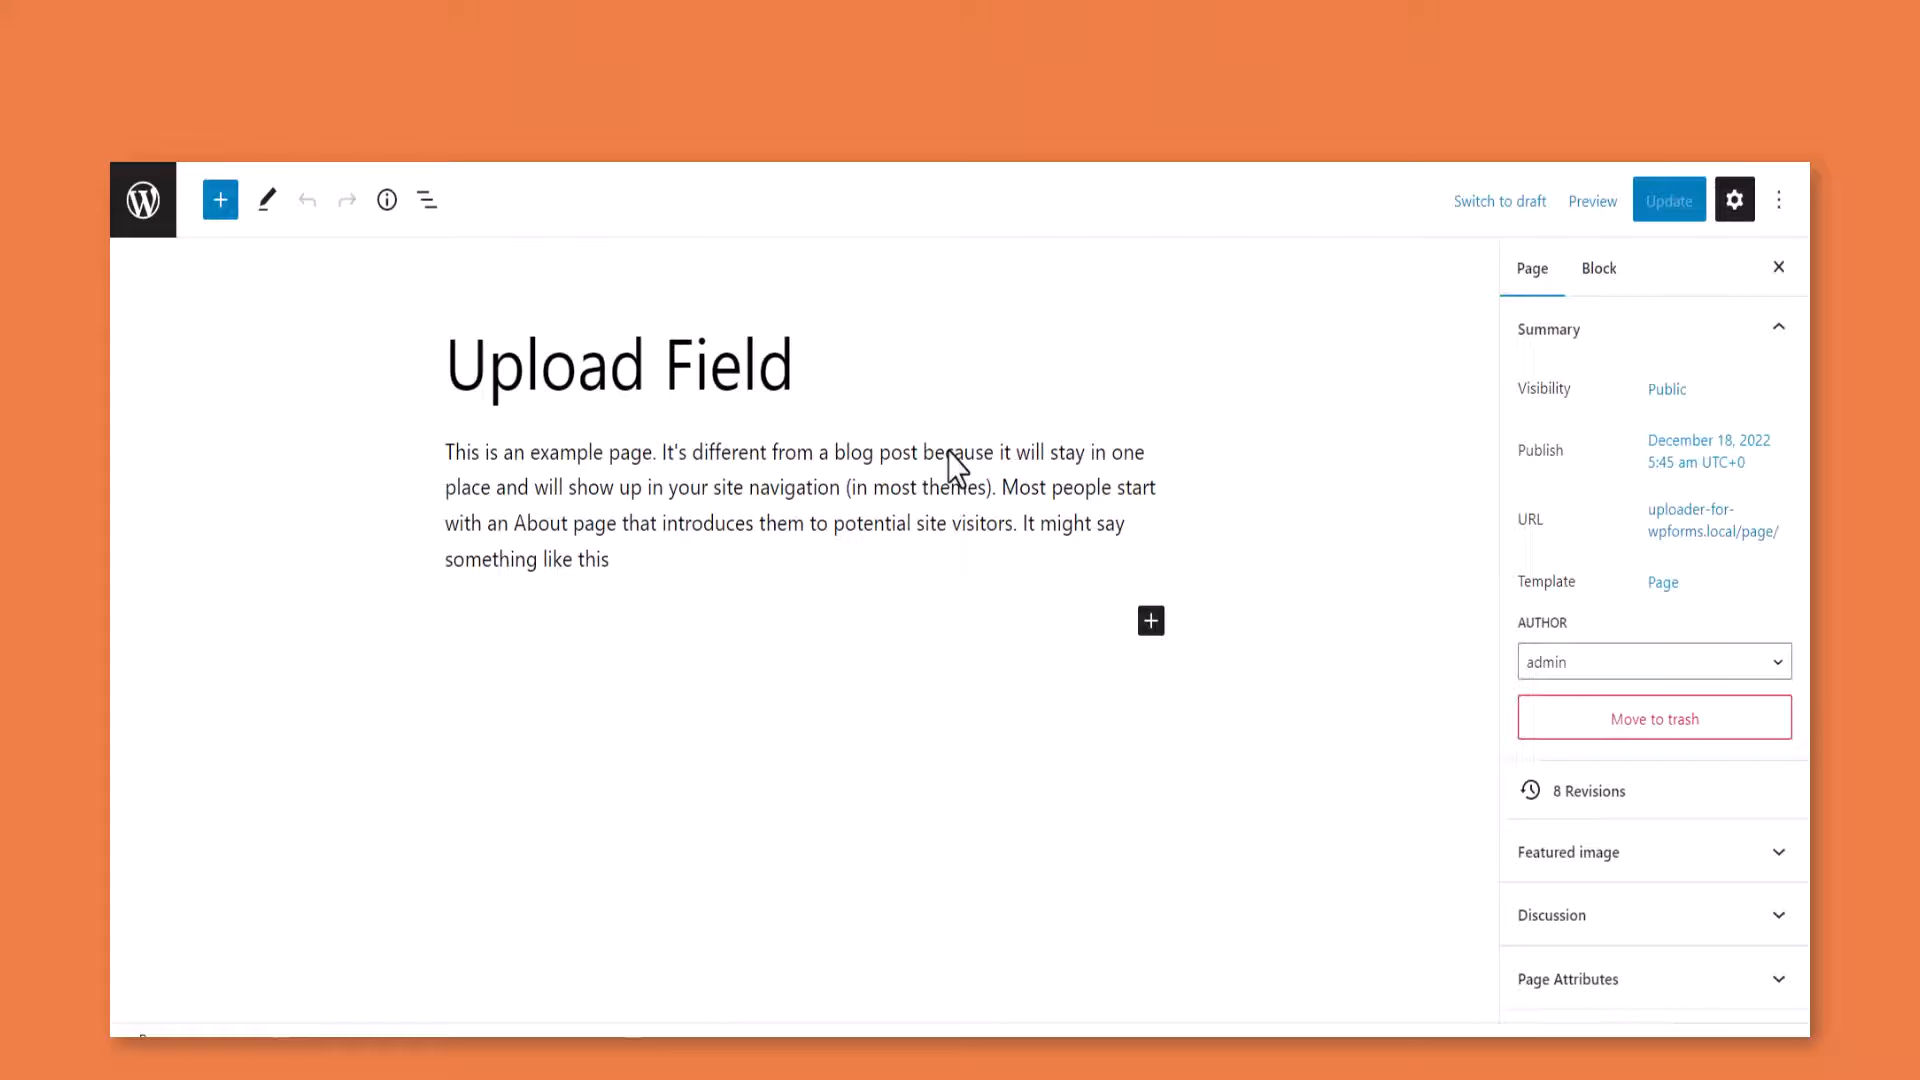 Switch to draft
Preview
Update
Page
Block
Upload Field
This is an example page. It's different from a blog post because it will stay in one
place and will show up in your site navigation (in most themes). Most people start
with an About page that introduces them to potential site visitors. It might say
something like this
Summary
Visibility
Public
Publish
December 18, 2022
5:45 am UTC+0
URL
uploader-for-
wpforms.local/page/
Template
Page
AUTHOR
admin
Move to trash
8 Revisions
Featured image
Discussion
Page Attributes